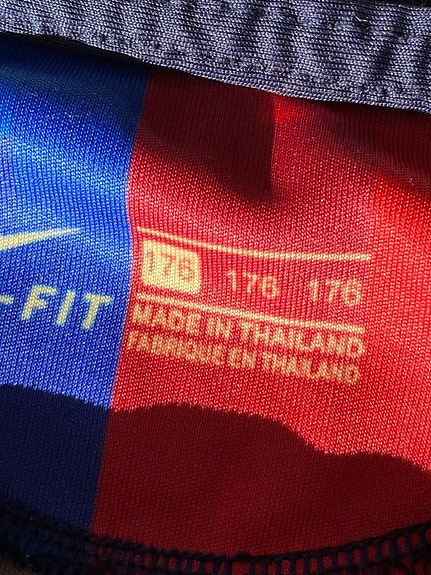 -FIT
176 176 176
MADE IN THAILAND
FABRIQUE EN THAILAND